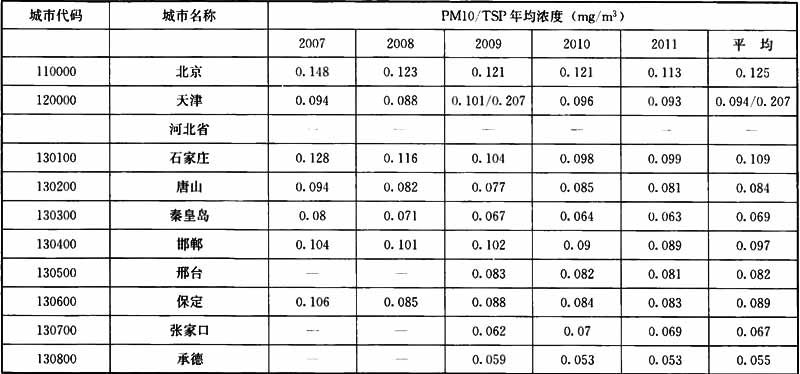 城市代码 城市名称 PM10/TSP 年均浓度（mg/m³）
2007 2008 2009 2010 2011 平 均
110000 北京 0.148 0.123 0.121 0.121 0.113 0.125
120000 天津 0.094 0.088 0.101/0.207 0.096 0.093 0.094/0.207
河北省 — — — — — —
130100 石家庄 0.128 0.116 0.104 0.098 0.099 0.109
130200 唐山 0.094 0.082 0.077 0.085 0.081 0.084
130300 秦皇岛 0.08 0.071 0.067 0.064 0.063 0.069
130400 邯郸 0.104 0.101 0.102 0.09 0.089 0.097
130500 邢台 — — 0.083 0.082 0.081 0.082
130600 保定 0.106 0.085 0.088 0.084 0.083 0.089
130700 张家口 — — 0.062 0.07 0.069 0.067
130800 承德 — — 0.059 0.053 0.053 0.055